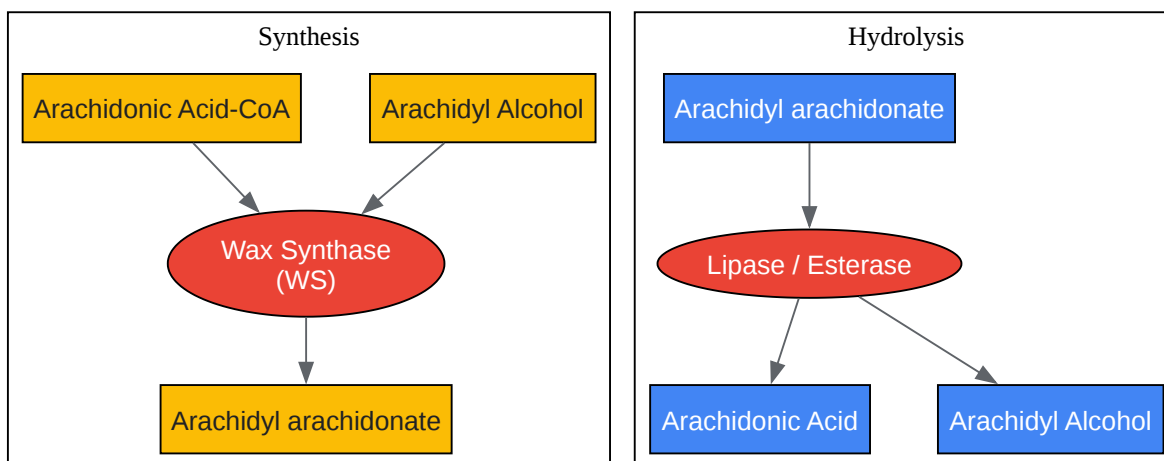 Synthesis
Arachidonic Acid-CoA
Arachidyl Alcohol
Wax Synthase
(WS)
Arachidyl arachidonate
Hydrolysis
Arachidyl arachidonate
Lipase / Esterase
Arachidonic Acid
Arachidyl Alcohol